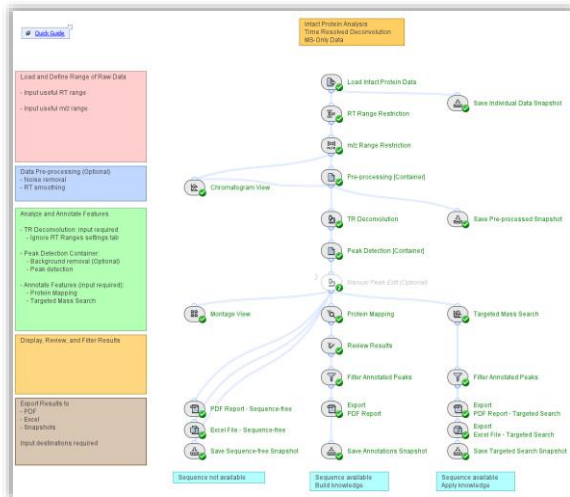 Intact Protein Analysis
Time Resolved Deconvolution
MS-Only Data
Quick Guide
Load and Define Range of Raw Data
- Input useful RT range
- Input useful m/z range
Data Pre-processing (Optional)
- Noise removal
- RT smoothing
Analyze and Annotate Features
- TR Deconvolution: input required
- Ignore RT Ranges settings tab
- Peak Detection Container:
- Background removal (Optional)
- Peak detection
- Annotate Features (input required):
- Protein Mapping
- Targeted Mass Search
Display, Review, and Filter Results
Export Results to
- PDF
- Excel
- Snapshots
Input destinations required
Load Intact Protein Data
Save Individual Data Snapshot
RT Range Restriction
m/z Range Restriction
Chromatogram View
Pre-processing [Container]
TR Deconvolution
Save Pre-processed Snapshot
Peak Detection [Container]
Manual Peak Edit (Optional)
Montage View
Protein Mapping
Targeted Mass Search
Review Results
Filter Annotated Peaks
Filter Annotated Peaks
PDF Report - Sequence-free
Export
PDF Report
Export
PDF Report - Targeted Search
Excel File - Sequence-free
Export
Excel File - Targeted Search
Save Sequence-free Snapshot
Save Annotations Snapshot
Save Targeted Search Snapshot
Sequence not available
Sequence available
Build knowledge
Sequence available
Apply knowledge